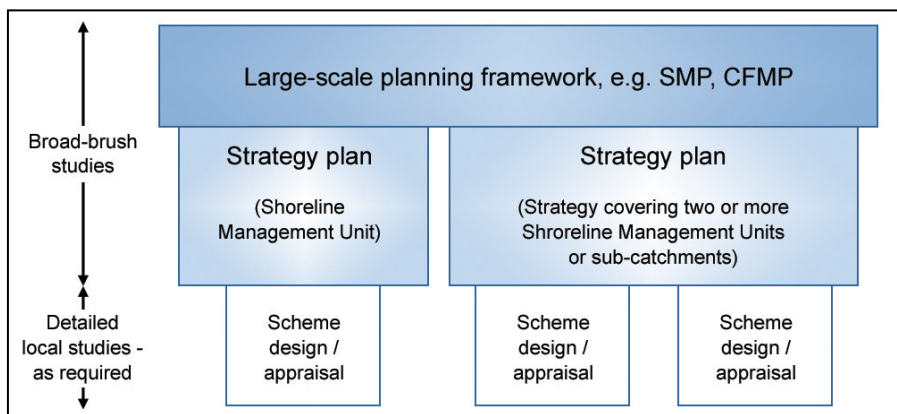 Large-scale planning framework, e.g. SMP, CFMP
Broad-brush
studies
Strategy plan
(Shoreline
Management Unit)
Strategy plan
(Strategy covering two or more
Shroreline Management Units
or sub-catchments)
Detailed
local studies -
as required
Scheme
design /
appraisal
Scheme
design /
appraisal
Scheme
design /
appraisal